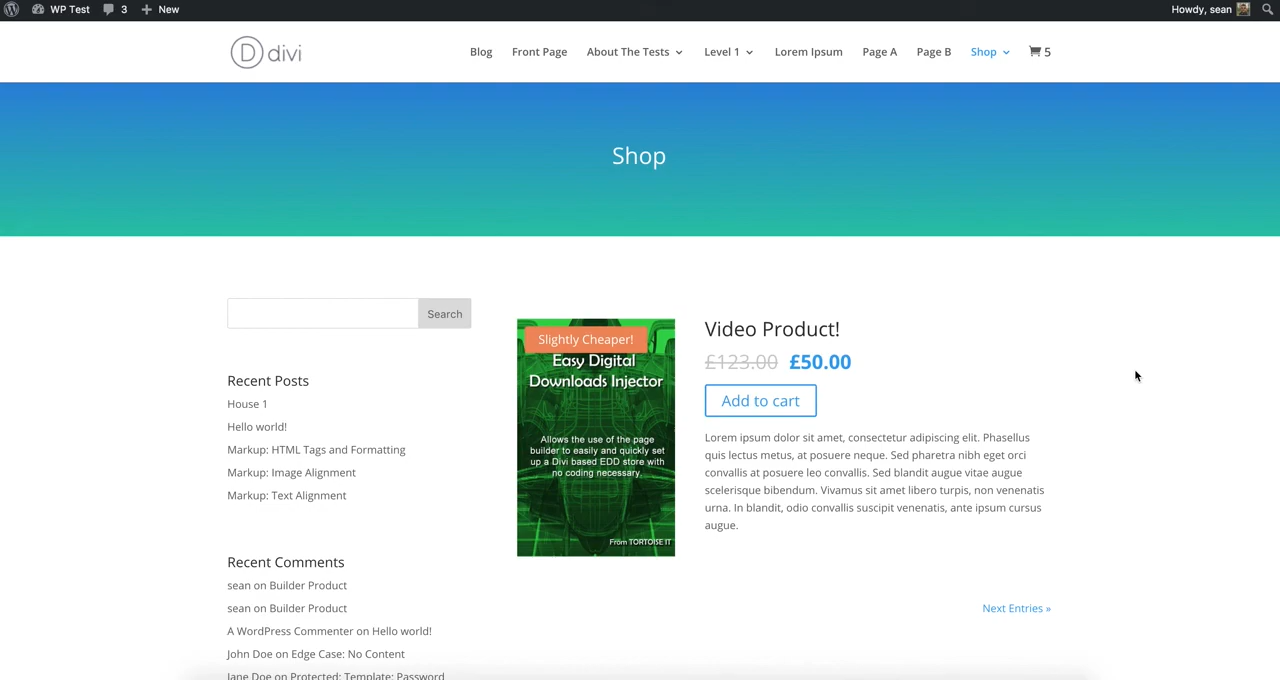 WP Test 3 New Howdy, sean
D divi Blog Front Page About The Tests Level 1 Lorem Ipsum Page A Page B Shop 5
Shop
Search
Recent Posts
House 1
Hello world!
Markup: HTML Tags and Formatting
Markup: Image Alignment
Markup: Text Alignment
Recent Comments
sean on Builder Product
sean on Builder Product
A WordPress Commenter on Hello world!
John Doe on Edge Case: No Content
Jane Doe on Protected: Template: Password
Slightly Cheaper!
Easy Digital
Downloads Injector
Allows the use of the page
builder to easily and quickly set
up a Divi based EDD store with
no coding necessary.
From TORTOISE IT
Video Product!
£123.00 £50.00
Add to cart
Lorem ipsum dolor sit amet, consectetur adipiscing elit. Phasellus
quis lectus metus, at posuere neque. Sed pharetra nibh eget orci
convallis at posuere leo convallis. Sed blandit augue vitae augue
scelerisque bibendum. Vivamus sit amet libero turpis, non venenatis
urna. In blandit, odio convallis suscipit venenatis, ante ipsum cursus
augue.
Next Entries »